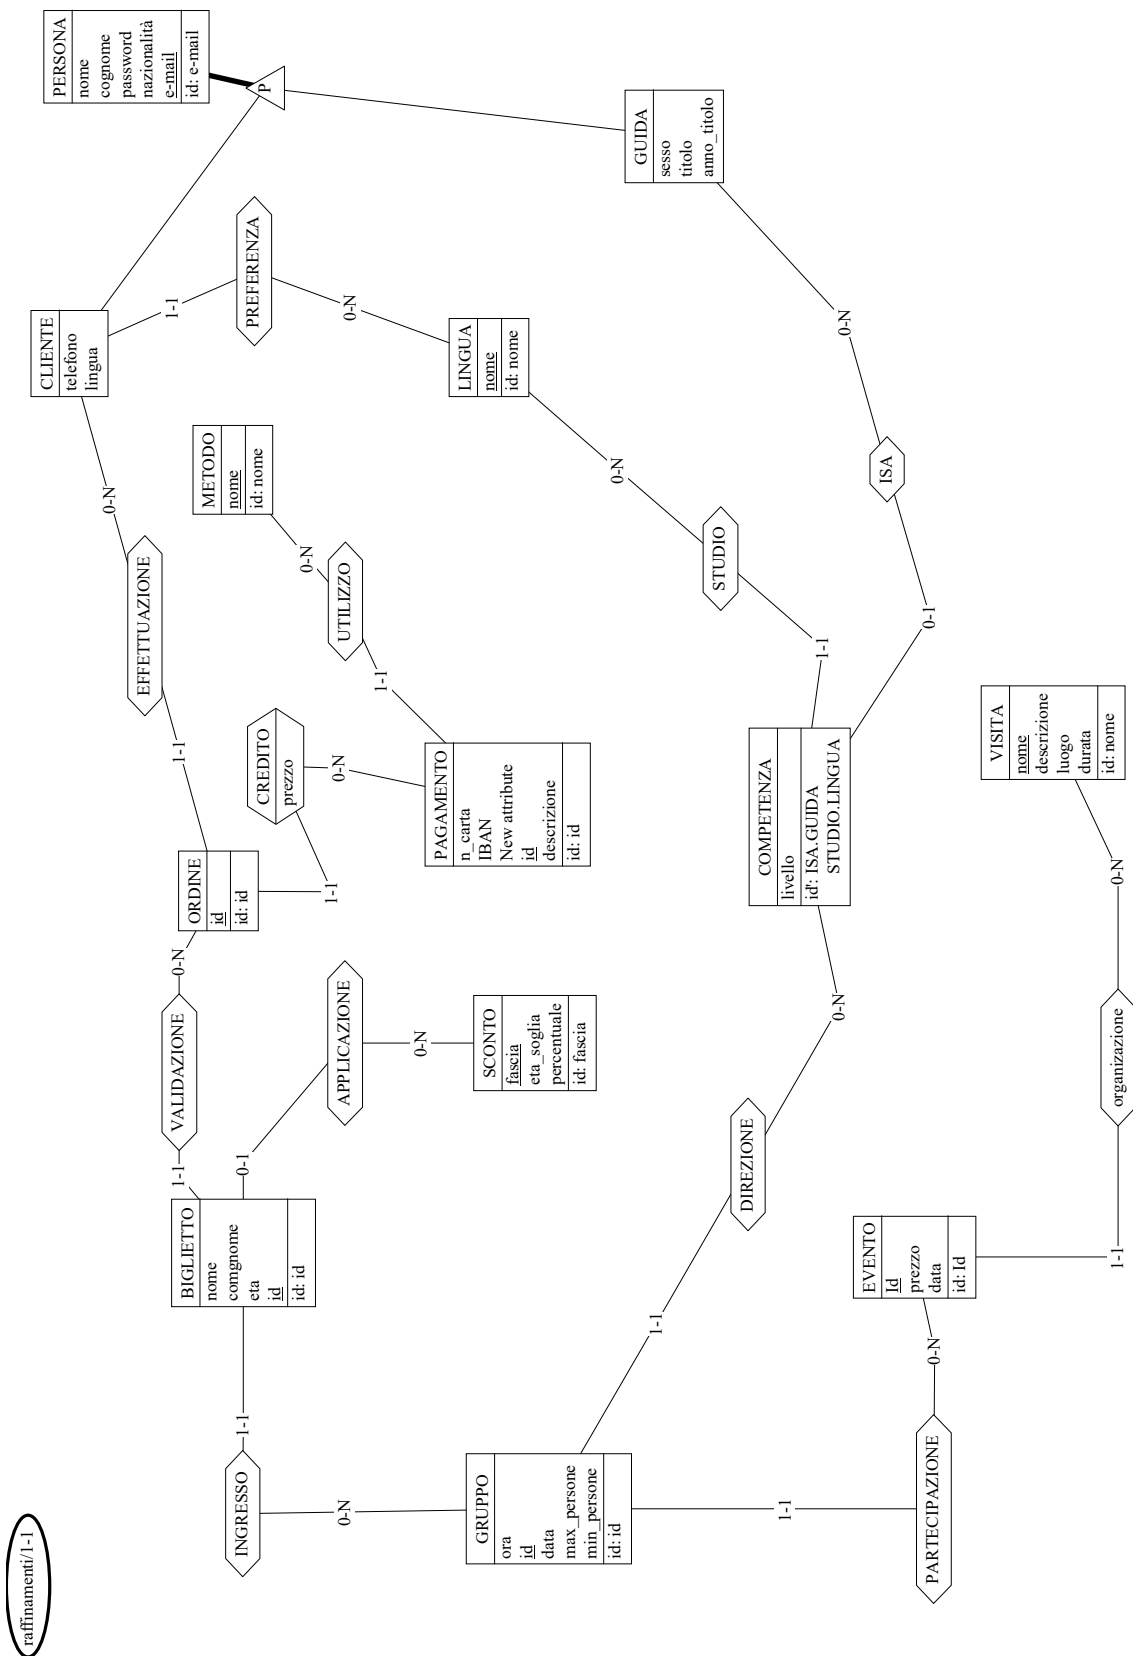 raffinamenti/1-1
PERSONA
nome
cognome
password
nazionalità
e-mail
id: e-mail
P
CLIENTE
telefono
lingua
0-N
EFFETTUAZIONE
1-1
1-1
PREFERENZA
0-N
ORDINE
id
id: id
0-N
VALIDAZIONE
1-1
BIGLIETTO
nome
comgnome
eta
id
id: id
METODO
nome
id: nome
0-N
UTILIZZO
1-1
CREDITO
prezzo
1-1
0-N
0-1
APPLICAZIONE
0-N
1-1
INGRESSO
0-N
GRUPPO
ora
id
data
max_persone
min_persone
id: id
SCONTO
fascia
eta_soglia
percentuale
id: fascia
PAGAMENTO
n_carta
IBAN
New attribute
id
descrizione
id: id
LINGUA
nome
id: nome
GUIDA
sesso
titolo
anno_titolo
0-N
STUDIO
1-1
1-1
DIREZIONE
0-N
COMPETENZA
livello
id': ISA.GUIDA
STUDIO.LINGUA
0-N
ISA
0-1
1-1
PARTECIPAZIONE
0-N
EVENTO
Id
prezzo
data
id: Id
VISITA
nome
descrizione
luogo
durata
id: nome
1-1
organizazione
0-N